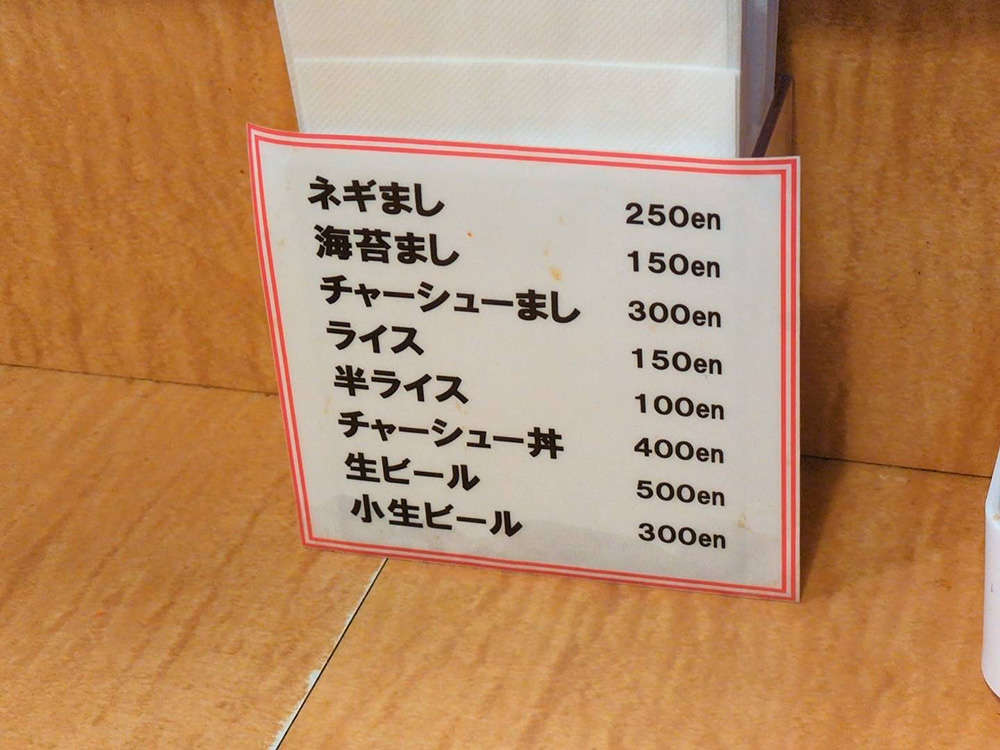 ネギまし 250en
海苔まし 150en
チャーシューまし 300en
ライス 150en
半ライス 100en
チャーシュー丼 400en
生ビール 500en
小生ビール 300en